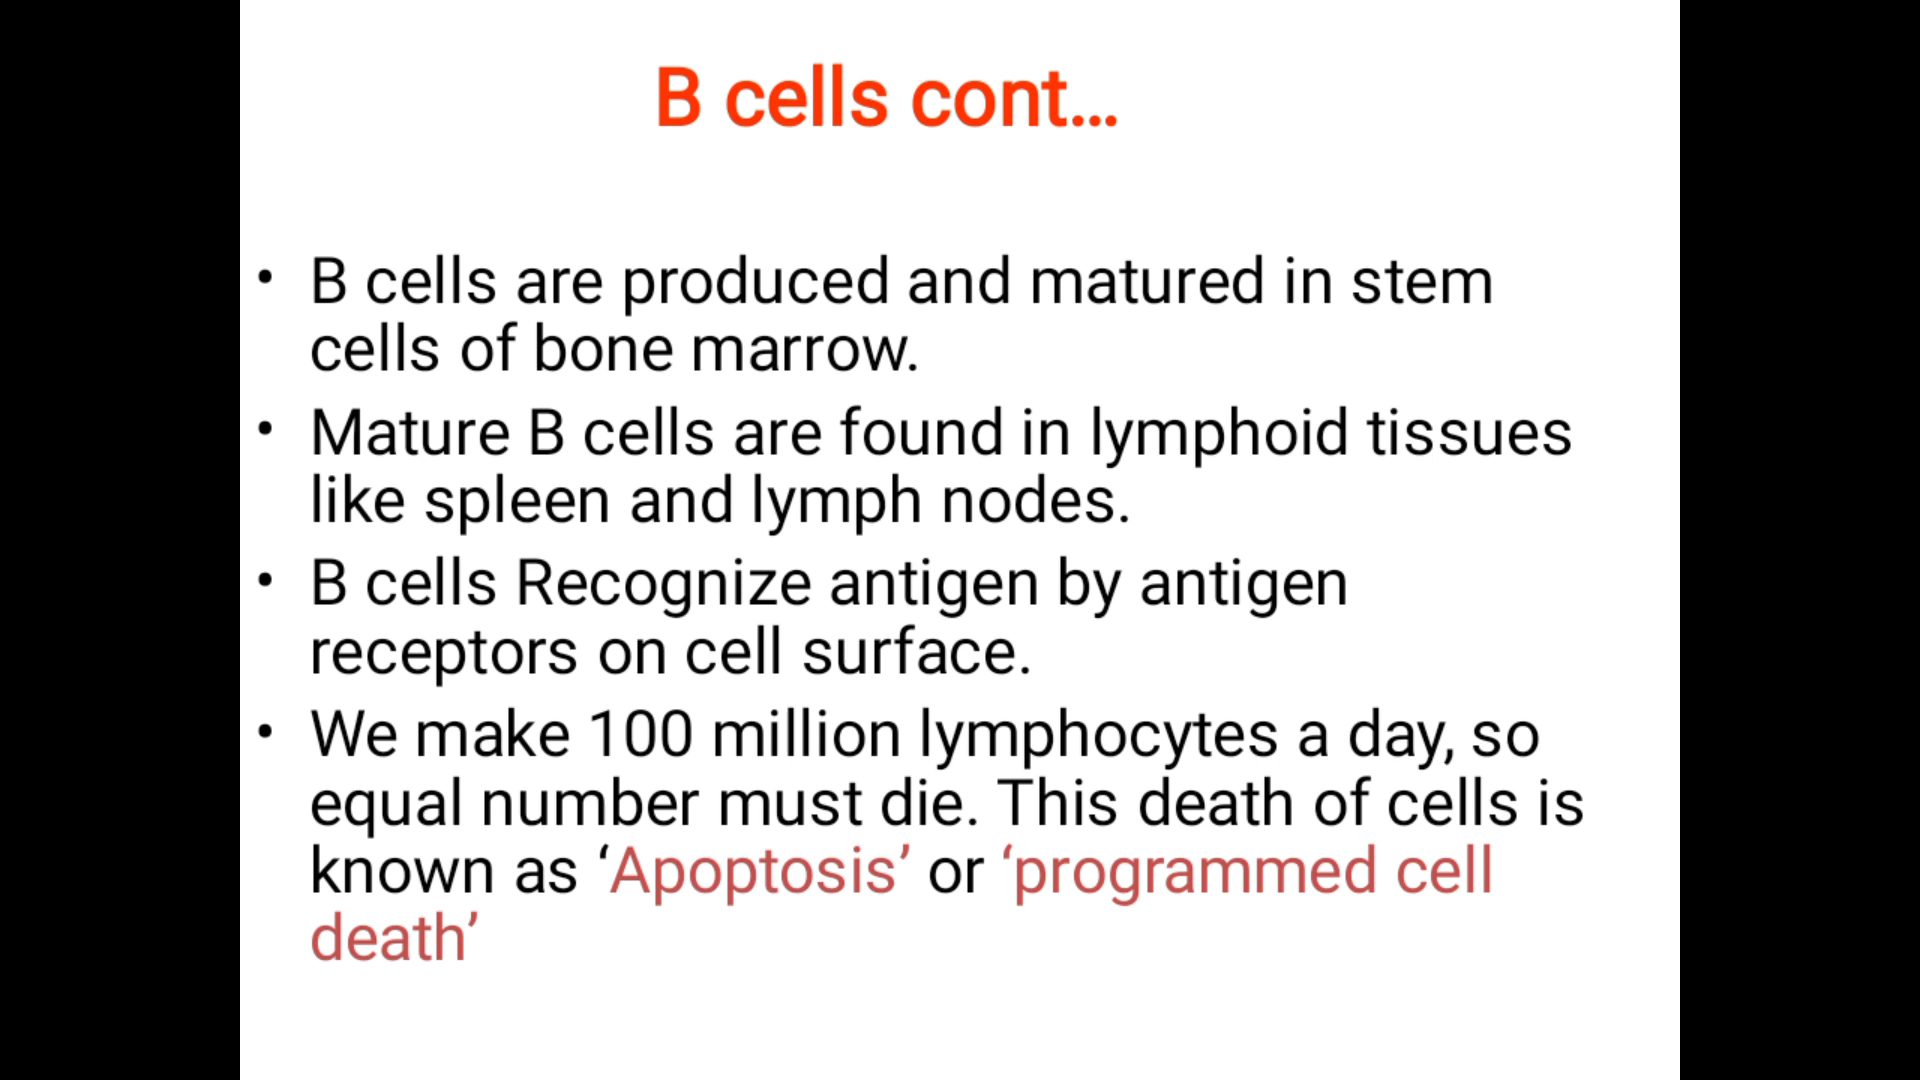 B cells cont...
• B cells are produced and matured in stem
cells of bone marrow.
• Mature B cells are found in lymphoid tissues
like spleen and lymph nodes.
• B cells Recognize antigen by antigen
receptors on cell surface.
• We make 100 million lymphocytes a day, so
equal number must die. This death of cells is
known as ‘Apoptosis’ or ‘programmed cell
death’